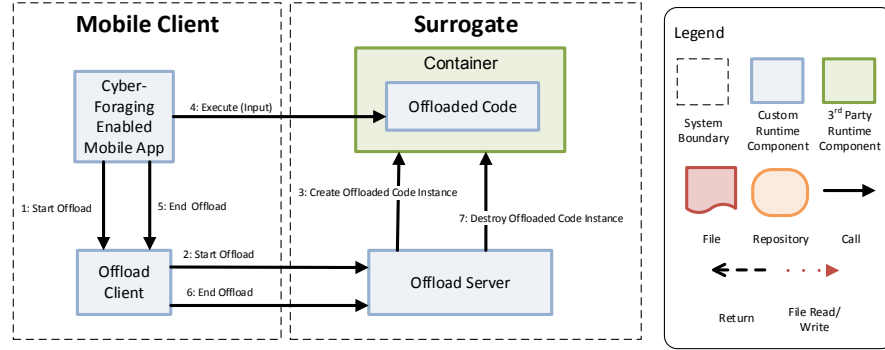 Mobile Client
Surrogate
Cyber-
Foraging
Enabled
Mobile App
4: Execute (Input)
Container
Offloaded Code
1: Start Offload
5: End Offload
3: Create Offloaded Code Instance
7: Destroy Offloaded Code Instance
Offload
Client
2: Start Offload
6: End Offload
Offload Server
Legend
System
Boundary
Custom
Runtime
Component
3rd Party
Runtime
Component
File
Repository
Call
Return
File Read/
Write